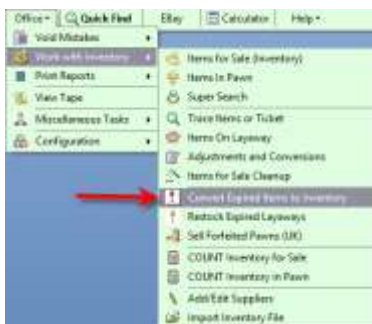 Office Quick Find EBay Calculator Help
Void Mistakes
Work with Inventory
Print Reports
View Tape
Miscellaneous Tasks
Configuration
Items for Sale (Inventory)
Items In Pawn
Super Search
Trace Items or Ticket
Items On Layaway
Adjustments and Conversions
Items for Sale Cleanup
Convert Expired Items to Inventory
Restock Expired Layaways
Sell Forfeited Pawns (UK)
COUNT Inventory for Sale
COUNT Inventory in Pawn
Add/Edit Suppliers
Import Inventory File